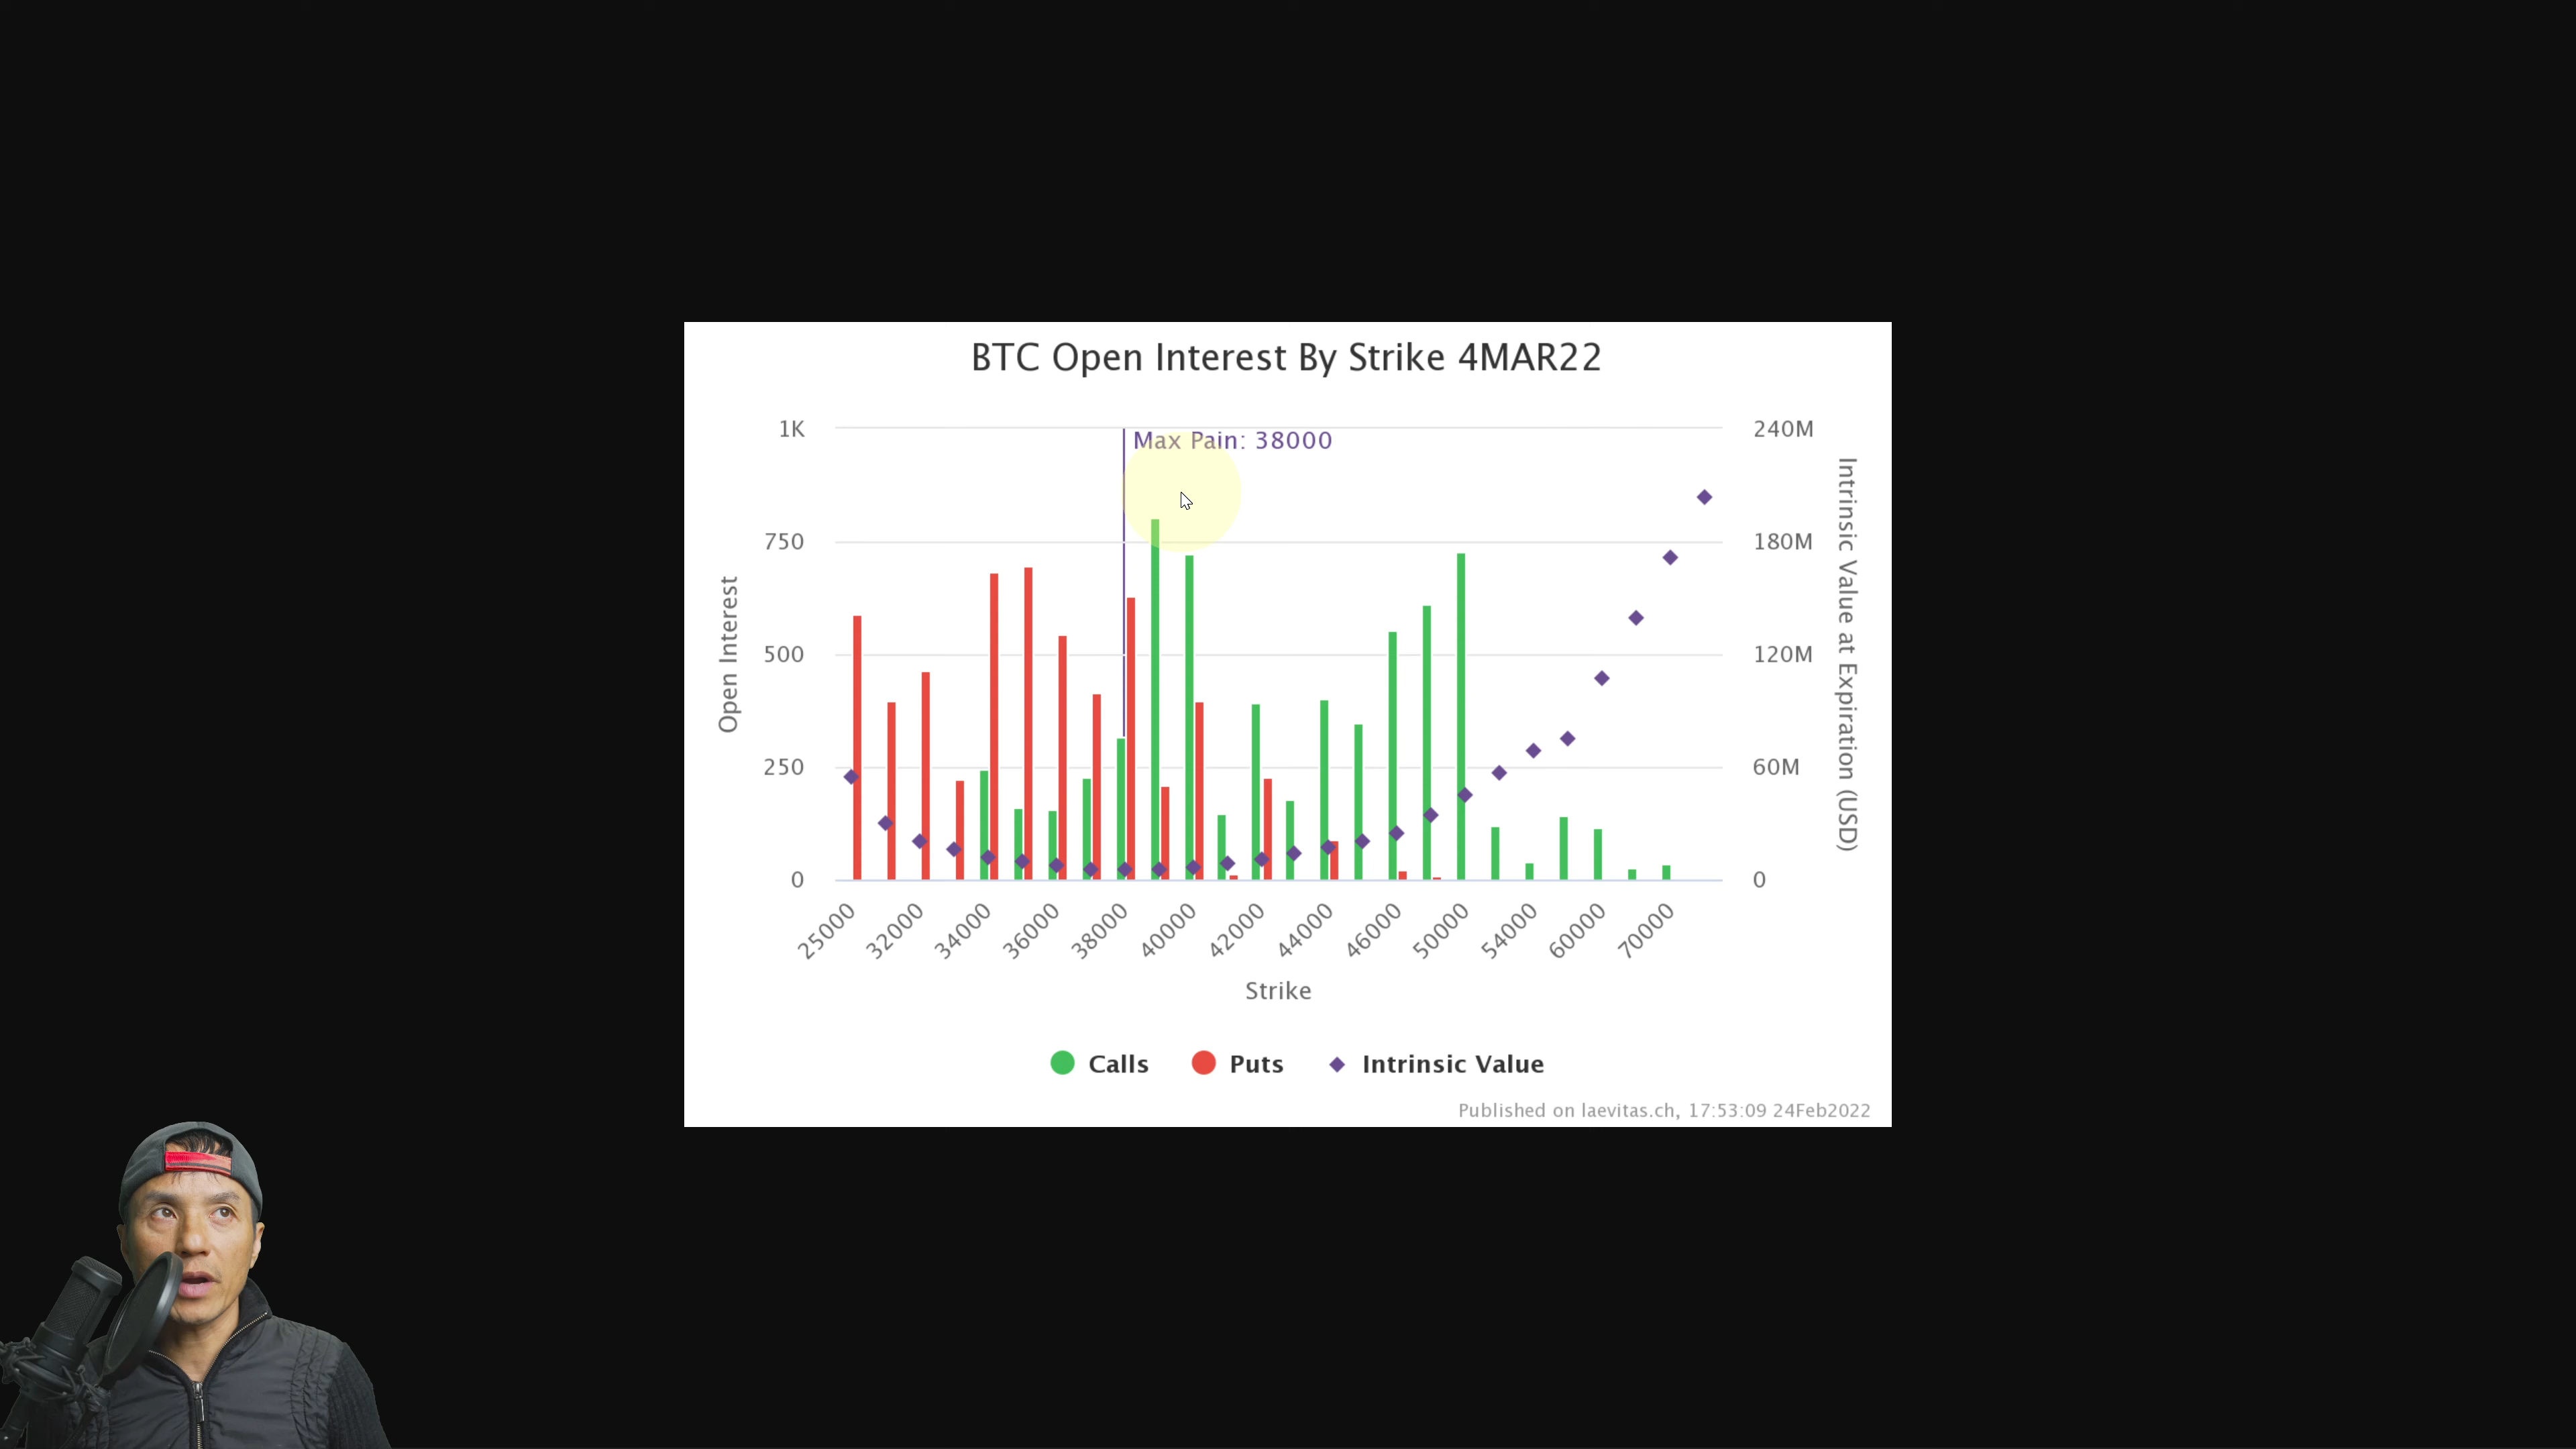 BTC Open Interest By Strike 4MAR22
Max Pain: 38000
1K
750
500
250
0
Open Interest
240M
180M
120M
60M
0
Intrinsic Value at Expiration (USD)
25000 32000 34000 36000 38000 40000 42000 44000 46000 50000 54000 60000 70000
Strike
Calls Puts Intrinsic Value
Published on laevitas.ch, 17:53:09 24Feb2022